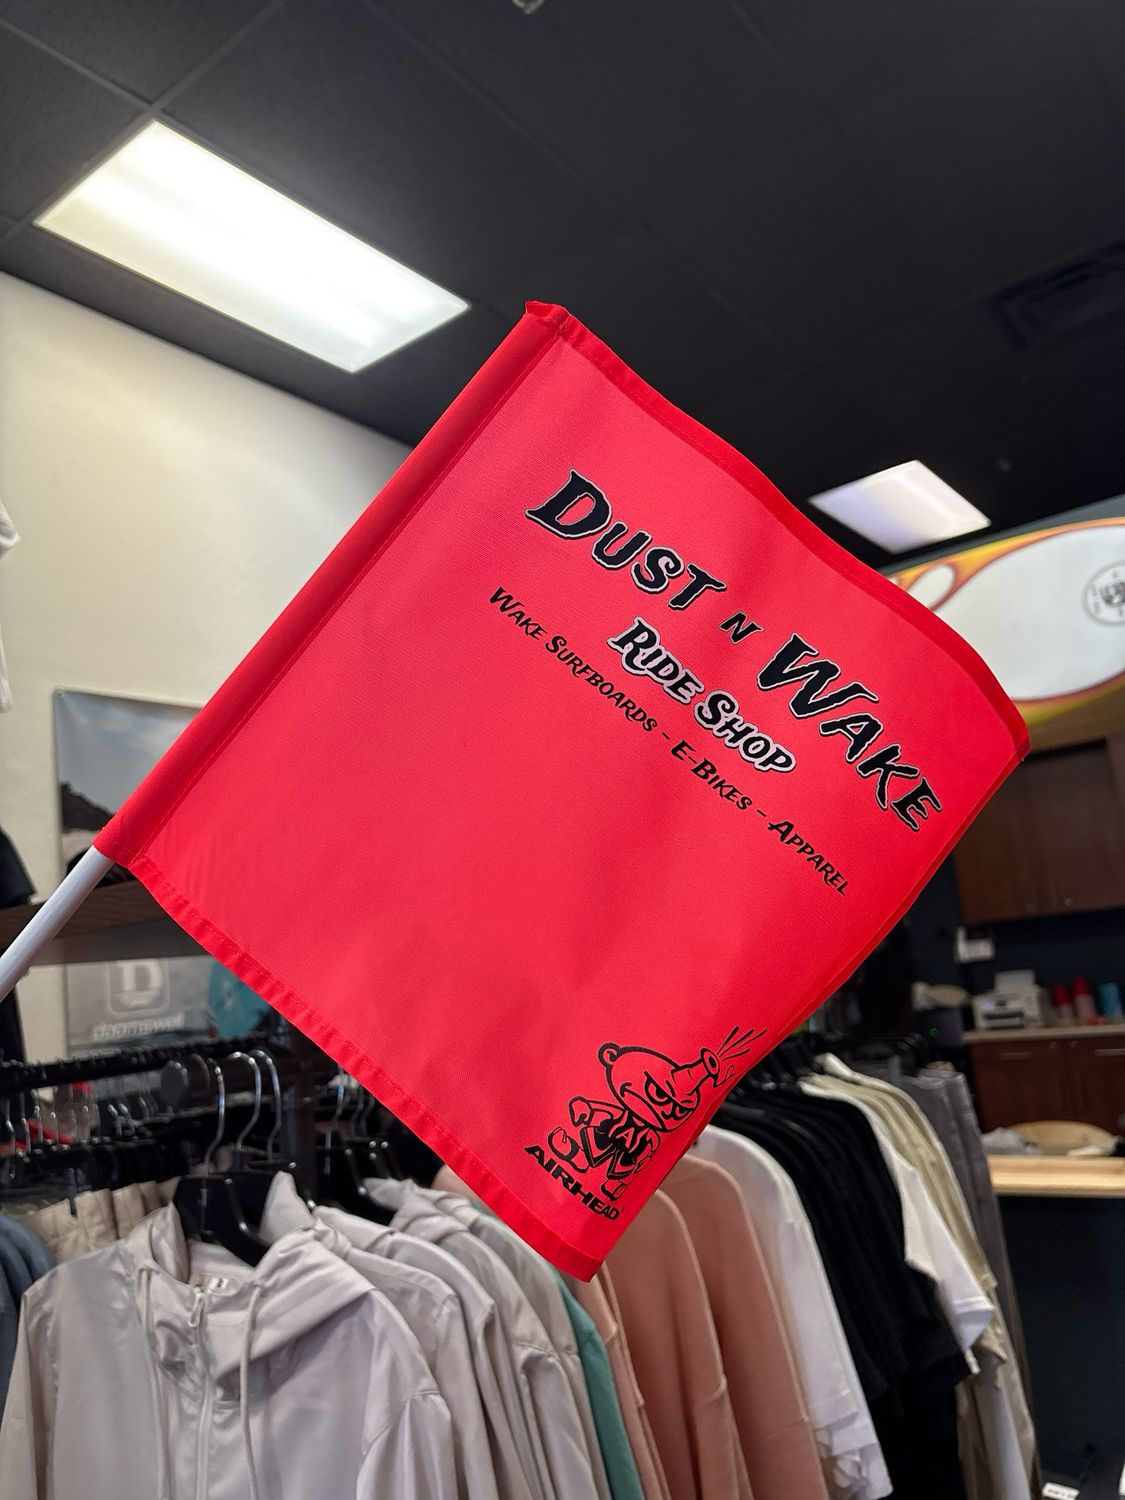 DUST N WAKE
RIDE SHOP
WAKE SURFBOARDS - E-BIKES - APPAREL
AIRHEAD